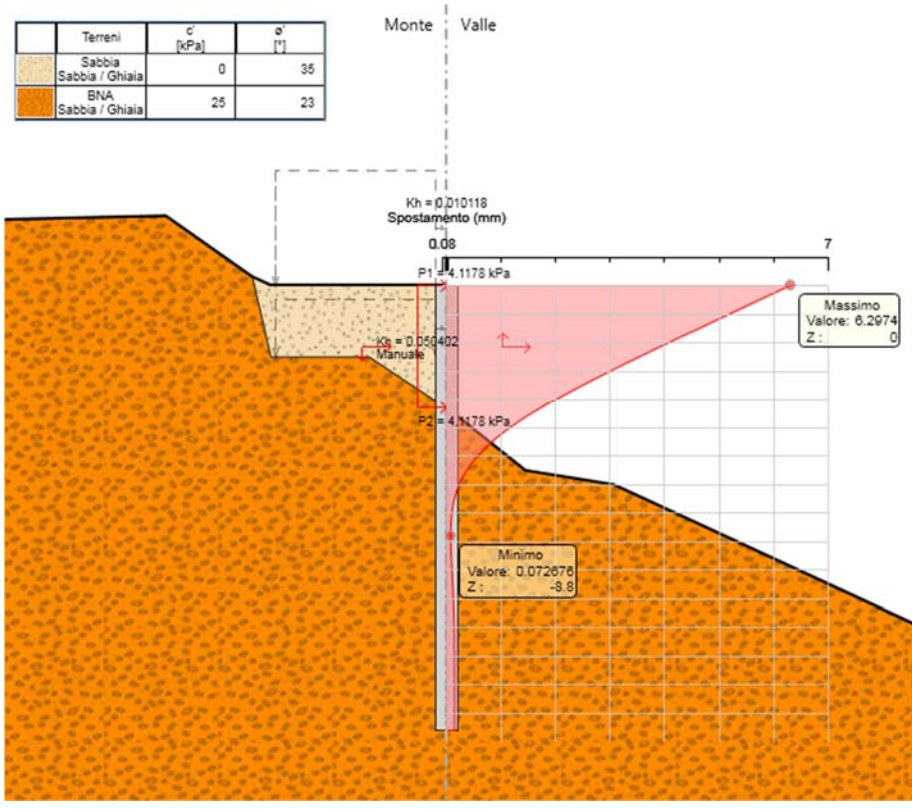 Monte Valle
Terreni c' ø'
[kPa] [°]
Sabbia
Sabbia / Ghiaia 0 35
BNA
Sabbia / Ghiaia 25 23
Kh = 0.010118
Spostamento (mm)
0.08 7
P1 = 4.1178 kPa
Massimo
Valore: 6.2974
Z : 0
Kh = 0.050402
Manuale
P2 = 4.1178 kPa
Minimo
Valore: 0.072676
Z : -8.8